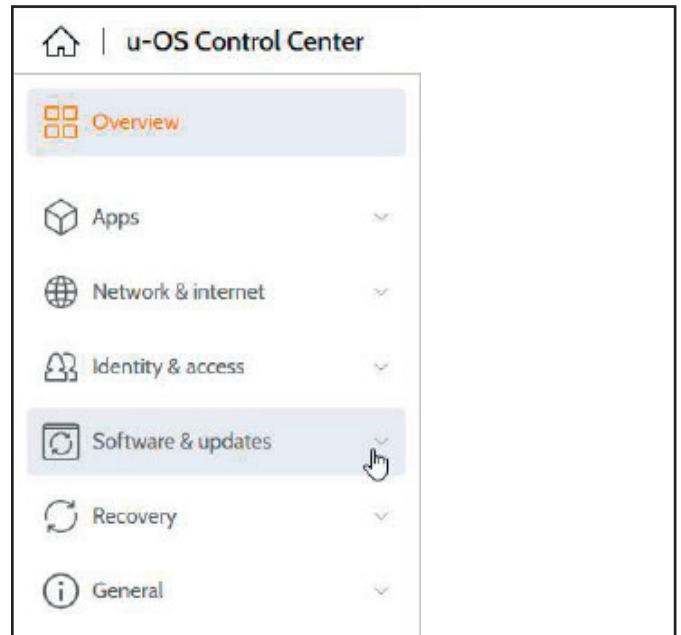 u-OS Control Center
Overview
Apps
Network & internet
Identity & access
Software & updates
Recovery
General